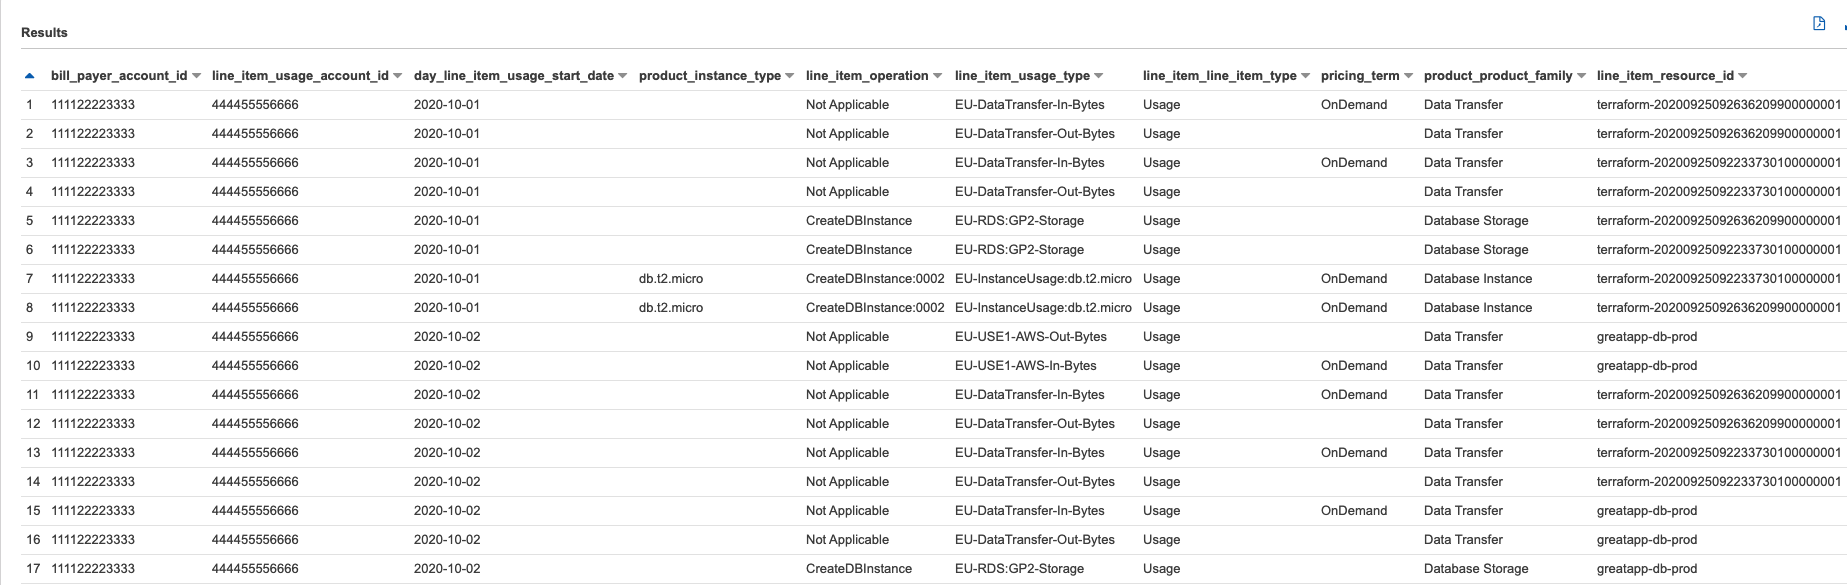 Results
bill_payer_account_id line_item_usage_account_id day_line_item_usage_start_date product_instance_type line_item_operation line_item_usage_type line_item_line_item_type pricing_term product_product_family line_item_resource_id
1 111122223333 444455556666 2020-10-01 Not Applicable EU-DataTransfer-In-Bytes Usage OnDemand Data Transfer terraform-20200925092636209900000001
2 111122223333 444455556666 2020-10-01 Not Applicable EU-DataTransfer-Out-Bytes Usage Data Transfer terraform-20200925092636209900000001
3 111122223333 444455556666 2020-10-01 Not Applicable EU-DataTransfer-In-Bytes Usage OnDemand Data Transfer terraform-20200925092233730100000001
4 111122223333 444455556666 2020-10-01 Not Applicable EU-DataTransfer-Out-Bytes Usage Data Transfer terraform-20200925092233730100000001
5 111122223333 444455556666 2020-10-01 CreateDBInstance EU-RDS:GP2-Storage Usage Database Storage terraform-20200925092636209900000001
6 111122223333 444455556666 2020-10-01 CreateDBInstance EU-RDS:GP2-Storage Usage Database Storage terraform-20200925092233730100000001
7 111122223333 444455556666 2020-10-01 db.t2.micro CreateDBInstance:0002 EU-InstanceUsage:db.t2.micro Usage OnDemand Database Instance terraform-20200925092233730100000001
8 111122223333 444455556666 2020-10-01 db.t2.micro CreateDBInstance:0002 EU-InstanceUsage:db.t2.micro Usage OnDemand Database Instance terraform-20200925092636209900000001
9 111122223333 444455556666 2020-10-02 Not Applicable EU-USE1-AWS-Out-Bytes Usage Data Transfer greatapp-db-prod
10 111122223333 444455556666 2020-10-02 Not Applicable EU-USE1-AWS-In-Bytes Usage OnDemand Data Transfer greatapp-db-prod
11 111122223333 444455556666 2020-10-02 Not Applicable EU-DataTransfer-In-Bytes Usage OnDemand Data Transfer terraform-20200925092636209900000001
12 111122223333 444455556666 2020-10-02 Not Applicable EU-DataTransfer-Out-Bytes Usage Data Transfer terraform-20200925092636209900000001
13 111122223333 444455556666 2020-10-02 Not Applicable EU-DataTransfer-In-Bytes Usage OnDemand Data Transfer terraform-20200925092233730100000001
14 111122223333 444455556666 2020-10-02 Not Applicable EU-DataTransfer-Out-Bytes Usage Data Transfer terraform-20200925092233730100000001
15 111122223333 444455556666 2020-10-02 Not Applicable EU-DataTransfer-In-Bytes Usage OnDemand Data Transfer greatapp-db-prod
16 111122223333 444455556666 2020-10-02 Not Applicable EU-DataTransfer-Out-Bytes Usage Data Transfer greatapp-db-prod
17 111122223333 444455556666 2020-10-02 CreateDBInstance EU-RDS:GP2-Storage Usage Database Storage greatapp-db-prod